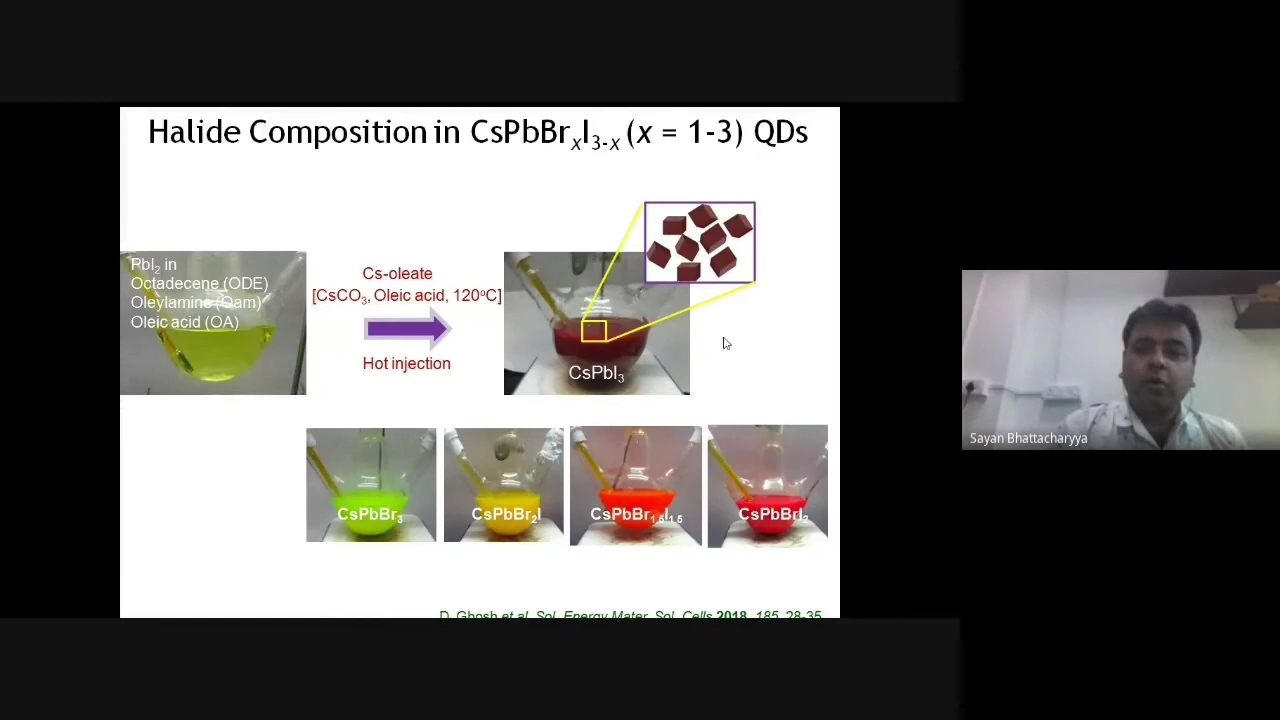 Halide Composition in CsPbBrₓI₃₋ₓ (x = 1-3) QDs
PbI₂ in
Octadecene (ODE)
Oleylamine (Oam)
Oleic acid (OA)
Cs-oleate
[CsCO₃, Oleic acid, 120°C]
Hot injection
CsPbI₃
CsPbBr₃
CsPbBr₂I
CsPbBr₁.₅I₁.₅
CsPbBrI₂
D. Ghosh et al. Sol. Energy Mater. Sol. Cells 2018, 185, 28-35
Sayan Bhattacharyya